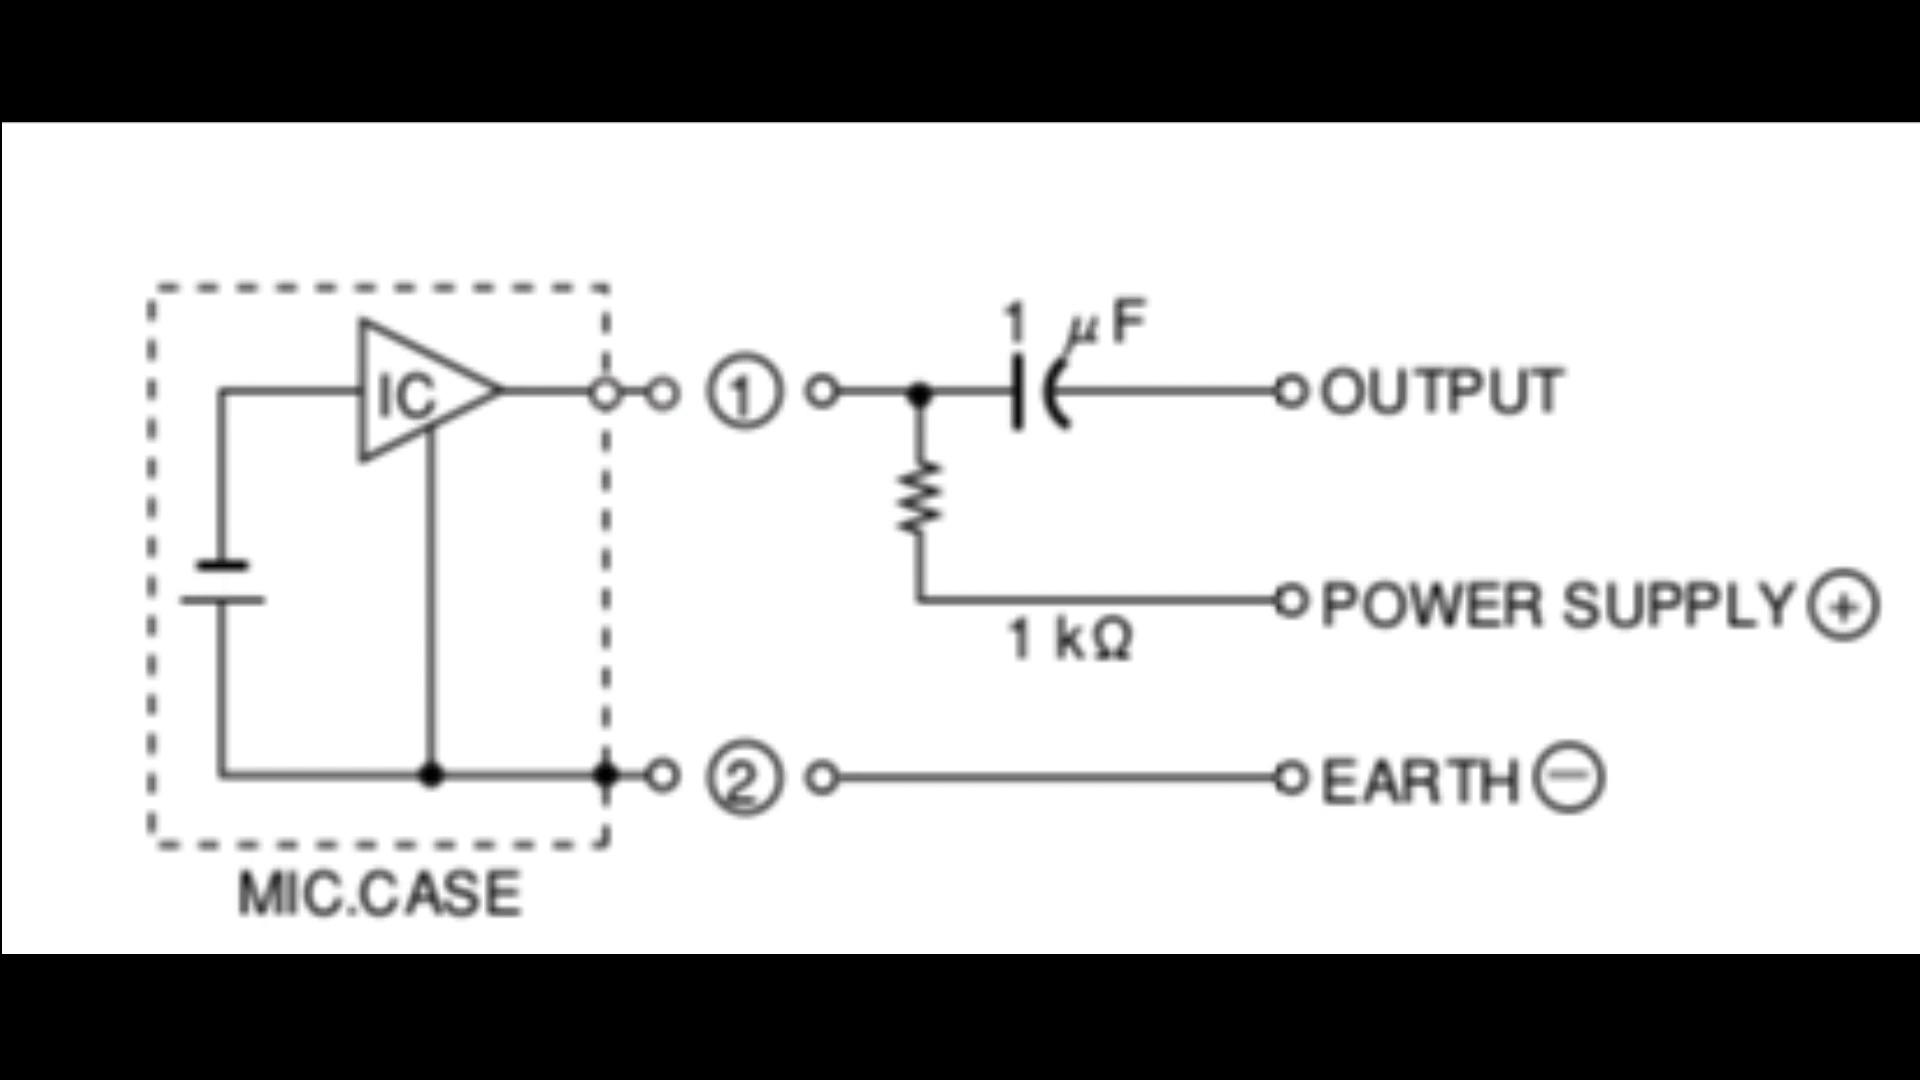 1 μF
IC
① OUTPUT
POWER SUPPLY ⊕
1 kΩ
② EARTH ⊖
MIC.CASE